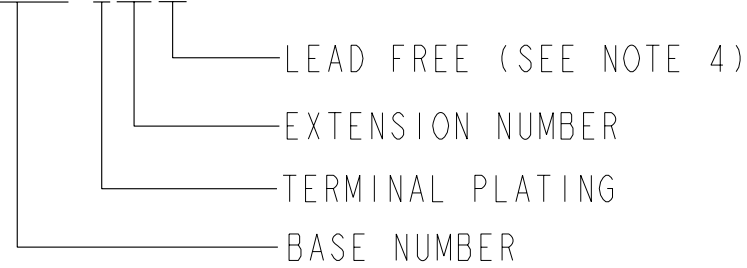 LEAD FREE (SEE NOTE 4)
EXTENSION NUMBER
TERMINAL PLATING
BASE NUMBER